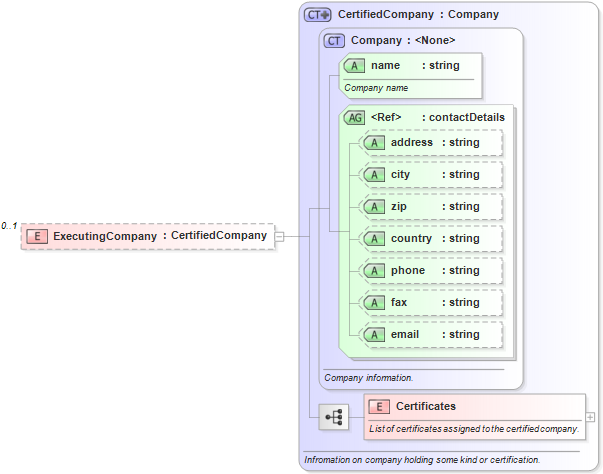 CT CertifiedCompany : Company
CT Company : <None>
A name : string
Company name
AG <Ref> : contactDetails
A address : string
A city : string
A zip : string
0..1
E ExecutingCompany : CertifiedCompany
A country : string
A phone : string
A fax : string
A email : string
Company information.
E Certificates
List of certificates assigned to the certified company.
Infromation on company holding some kind or certification.